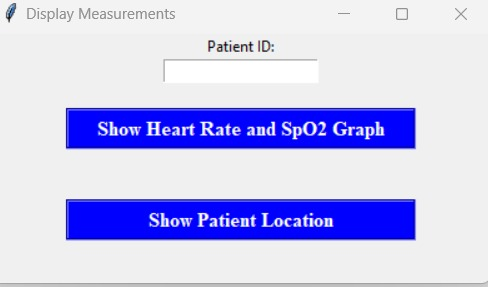 Display Measurements
Patient ID:
Show Heart Rate and SpO2 Graph
Show Patient Location